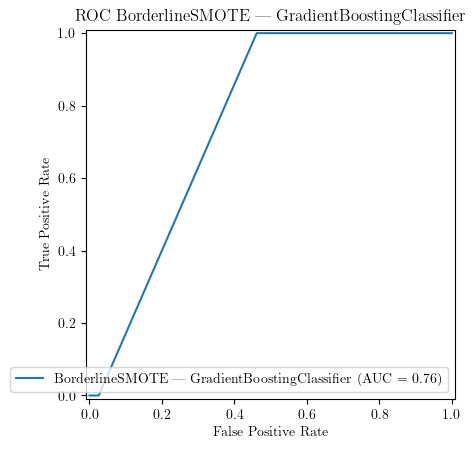 ROC BorderlineSMOTE — GradientBoostingClassifier
1.0
0.8
0.6
0.4
0.2
0.0
True Positive Rate
BorderlineSMOTE — GradientBoostingClassifier (AUC = 0.76)
0.0 0.2 0.4 0.6 0.8 1.0
False Positive Rate